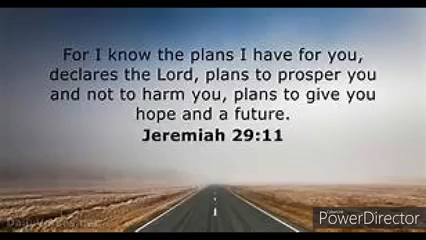 For I know the plans I have for you,
declares the Lord, plans to prosper you
and not to harm you, plans to give you
hope and a future.
Jeremiah 29:11
PowerDirector